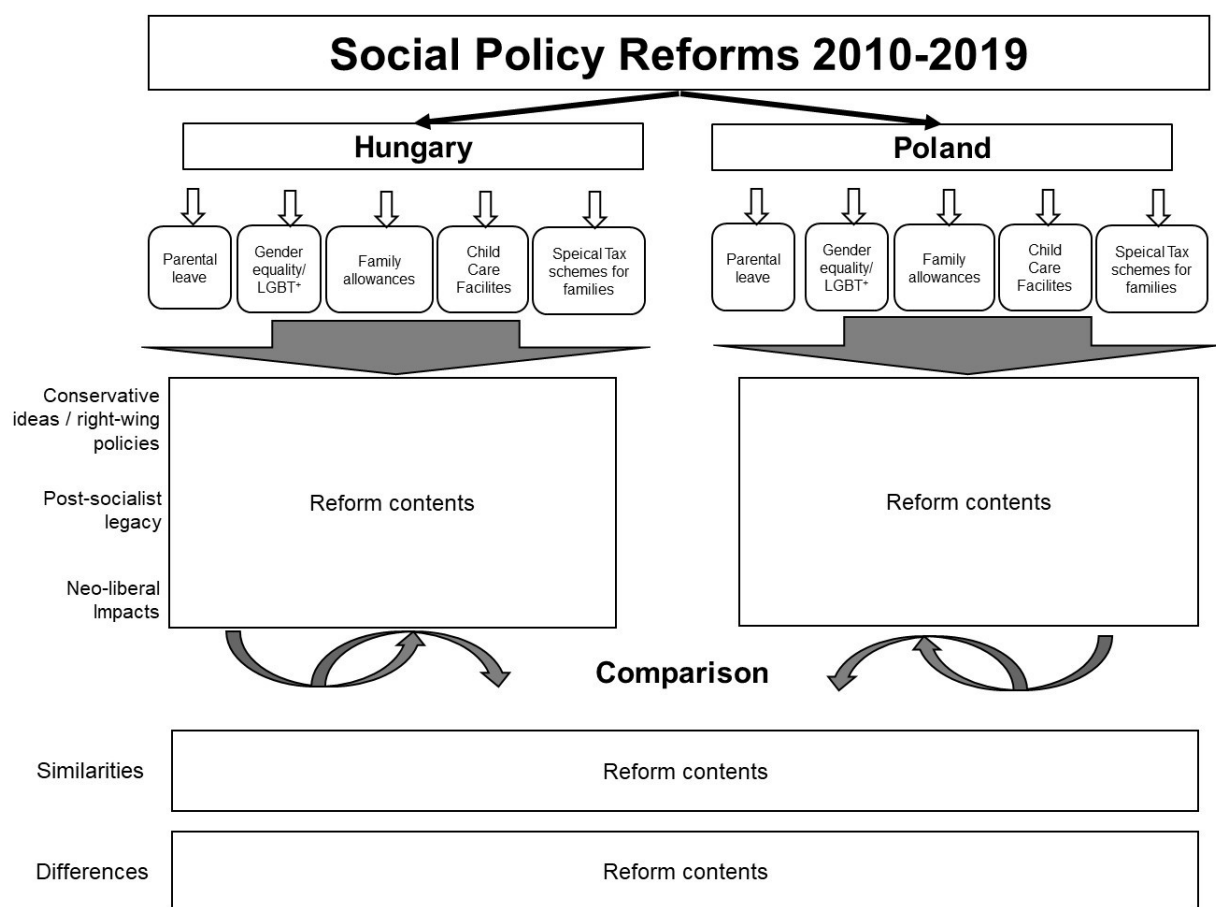 Social Policy Reforms 2010-2019
Hungary
Poland
Parental
leave
Gender
equality/
LGBT⁺
Family
allowances
Child
Care
Facilites
Speical Tax
schemes for
families
Parental
leave
Gender
equality/
LGBT⁺
Family
allowances
Child
Care
Facilites
Speical Tax
schemes for
families
Conservative
ideas / right-wing
policies
Post-socialist
legacy
Neo-liberal
Impacts
Reform contents
Reform contents
Comparison
Similarities
Reform contents
Differences
Reform contents